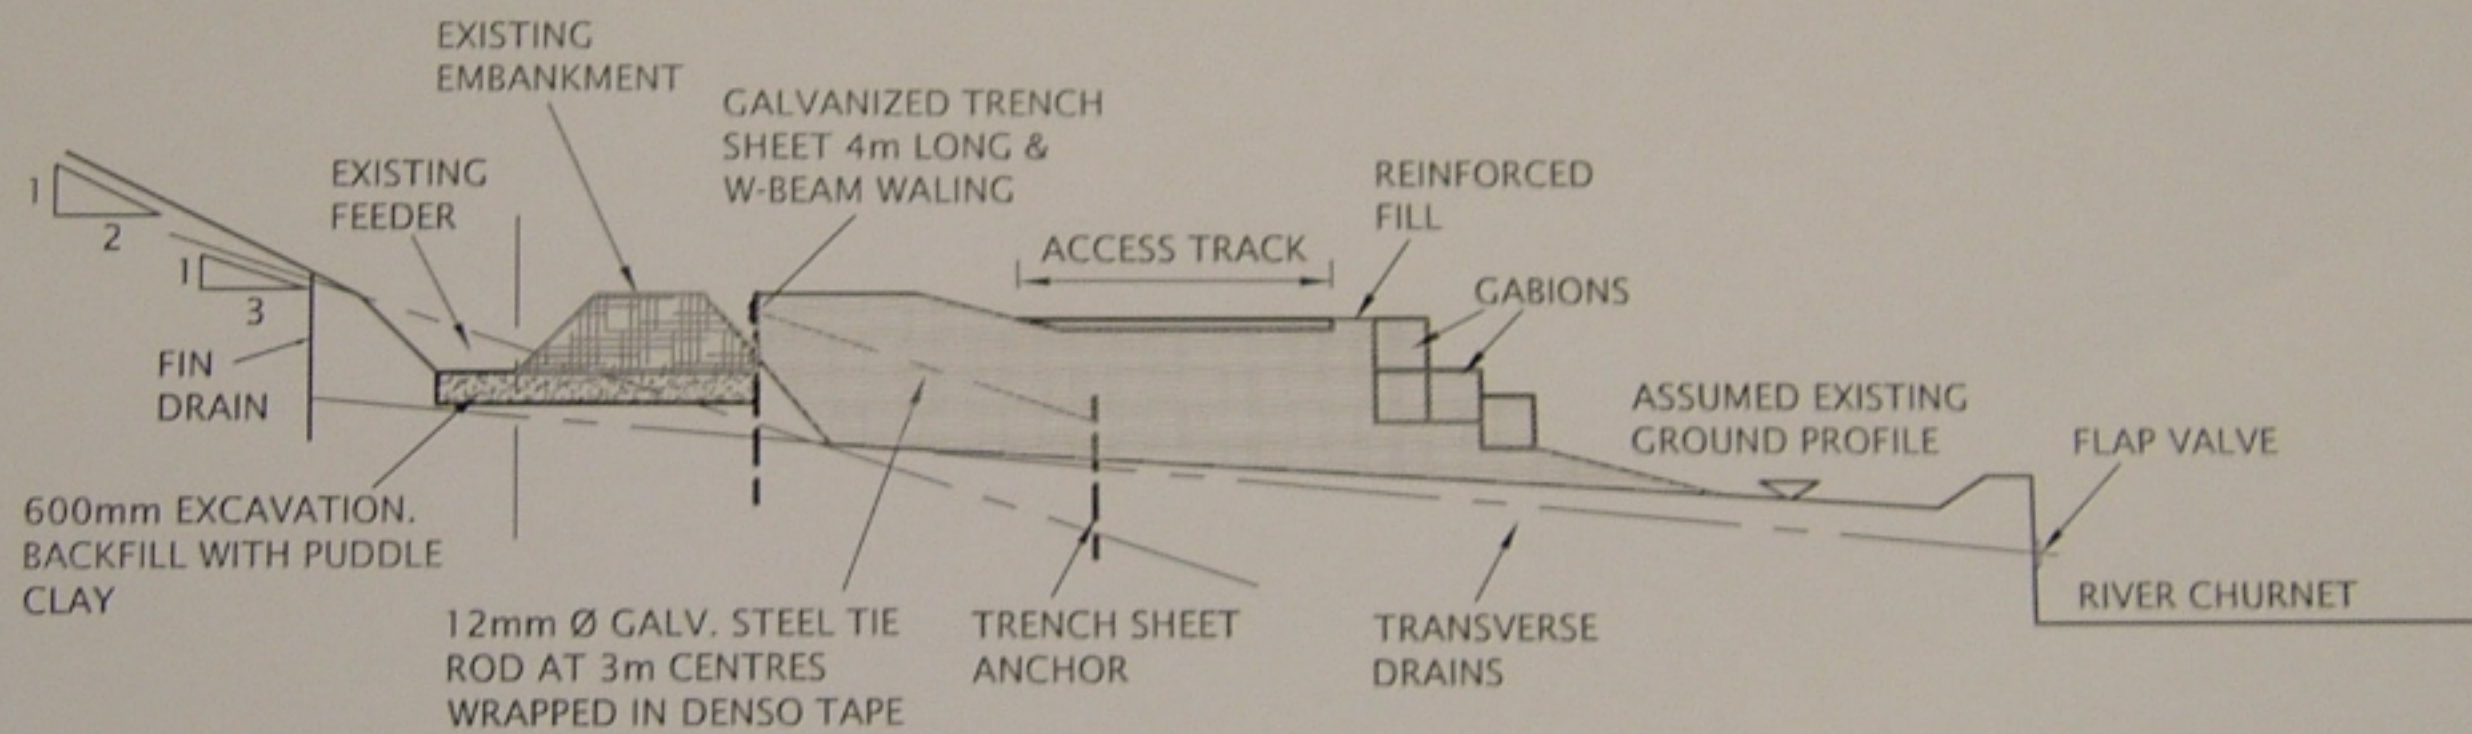 EXISTING
EMBANKMENT
GALVANIZED TRENCH
SHEET 4m LONG &
W-BEAM WALING
EXISTING
FEEDER
REINFORCED
FILL
1
2
ACCESS TRACK
1
3
GABIONS
FIN
DRAIN
ASSUMED EXISTING
GROUND PROFILE
FLAP VALVE
600mm EXCAVATION.
BACKFILL WITH PUDDLE
CLAY
RIVER CHURNET
12mm Ø GALV. STEEL TIE
ROD AT 3m CENTRES
WRAPPED IN DENSO TAPE
TRENCH SHEET
ANCHOR
TRANSVERSE
DRAINS